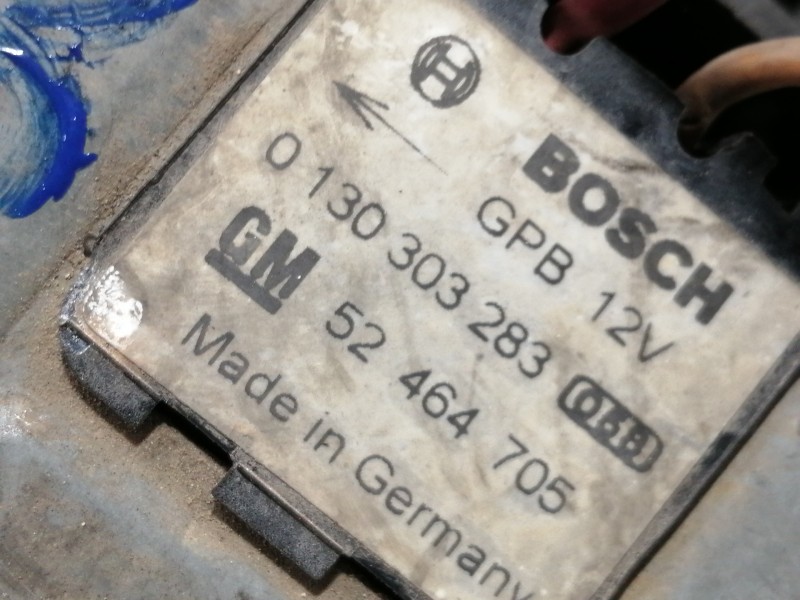 BOSCH
GPB 12V
0 130 303 283
GM 52 464 705
Made in Germany